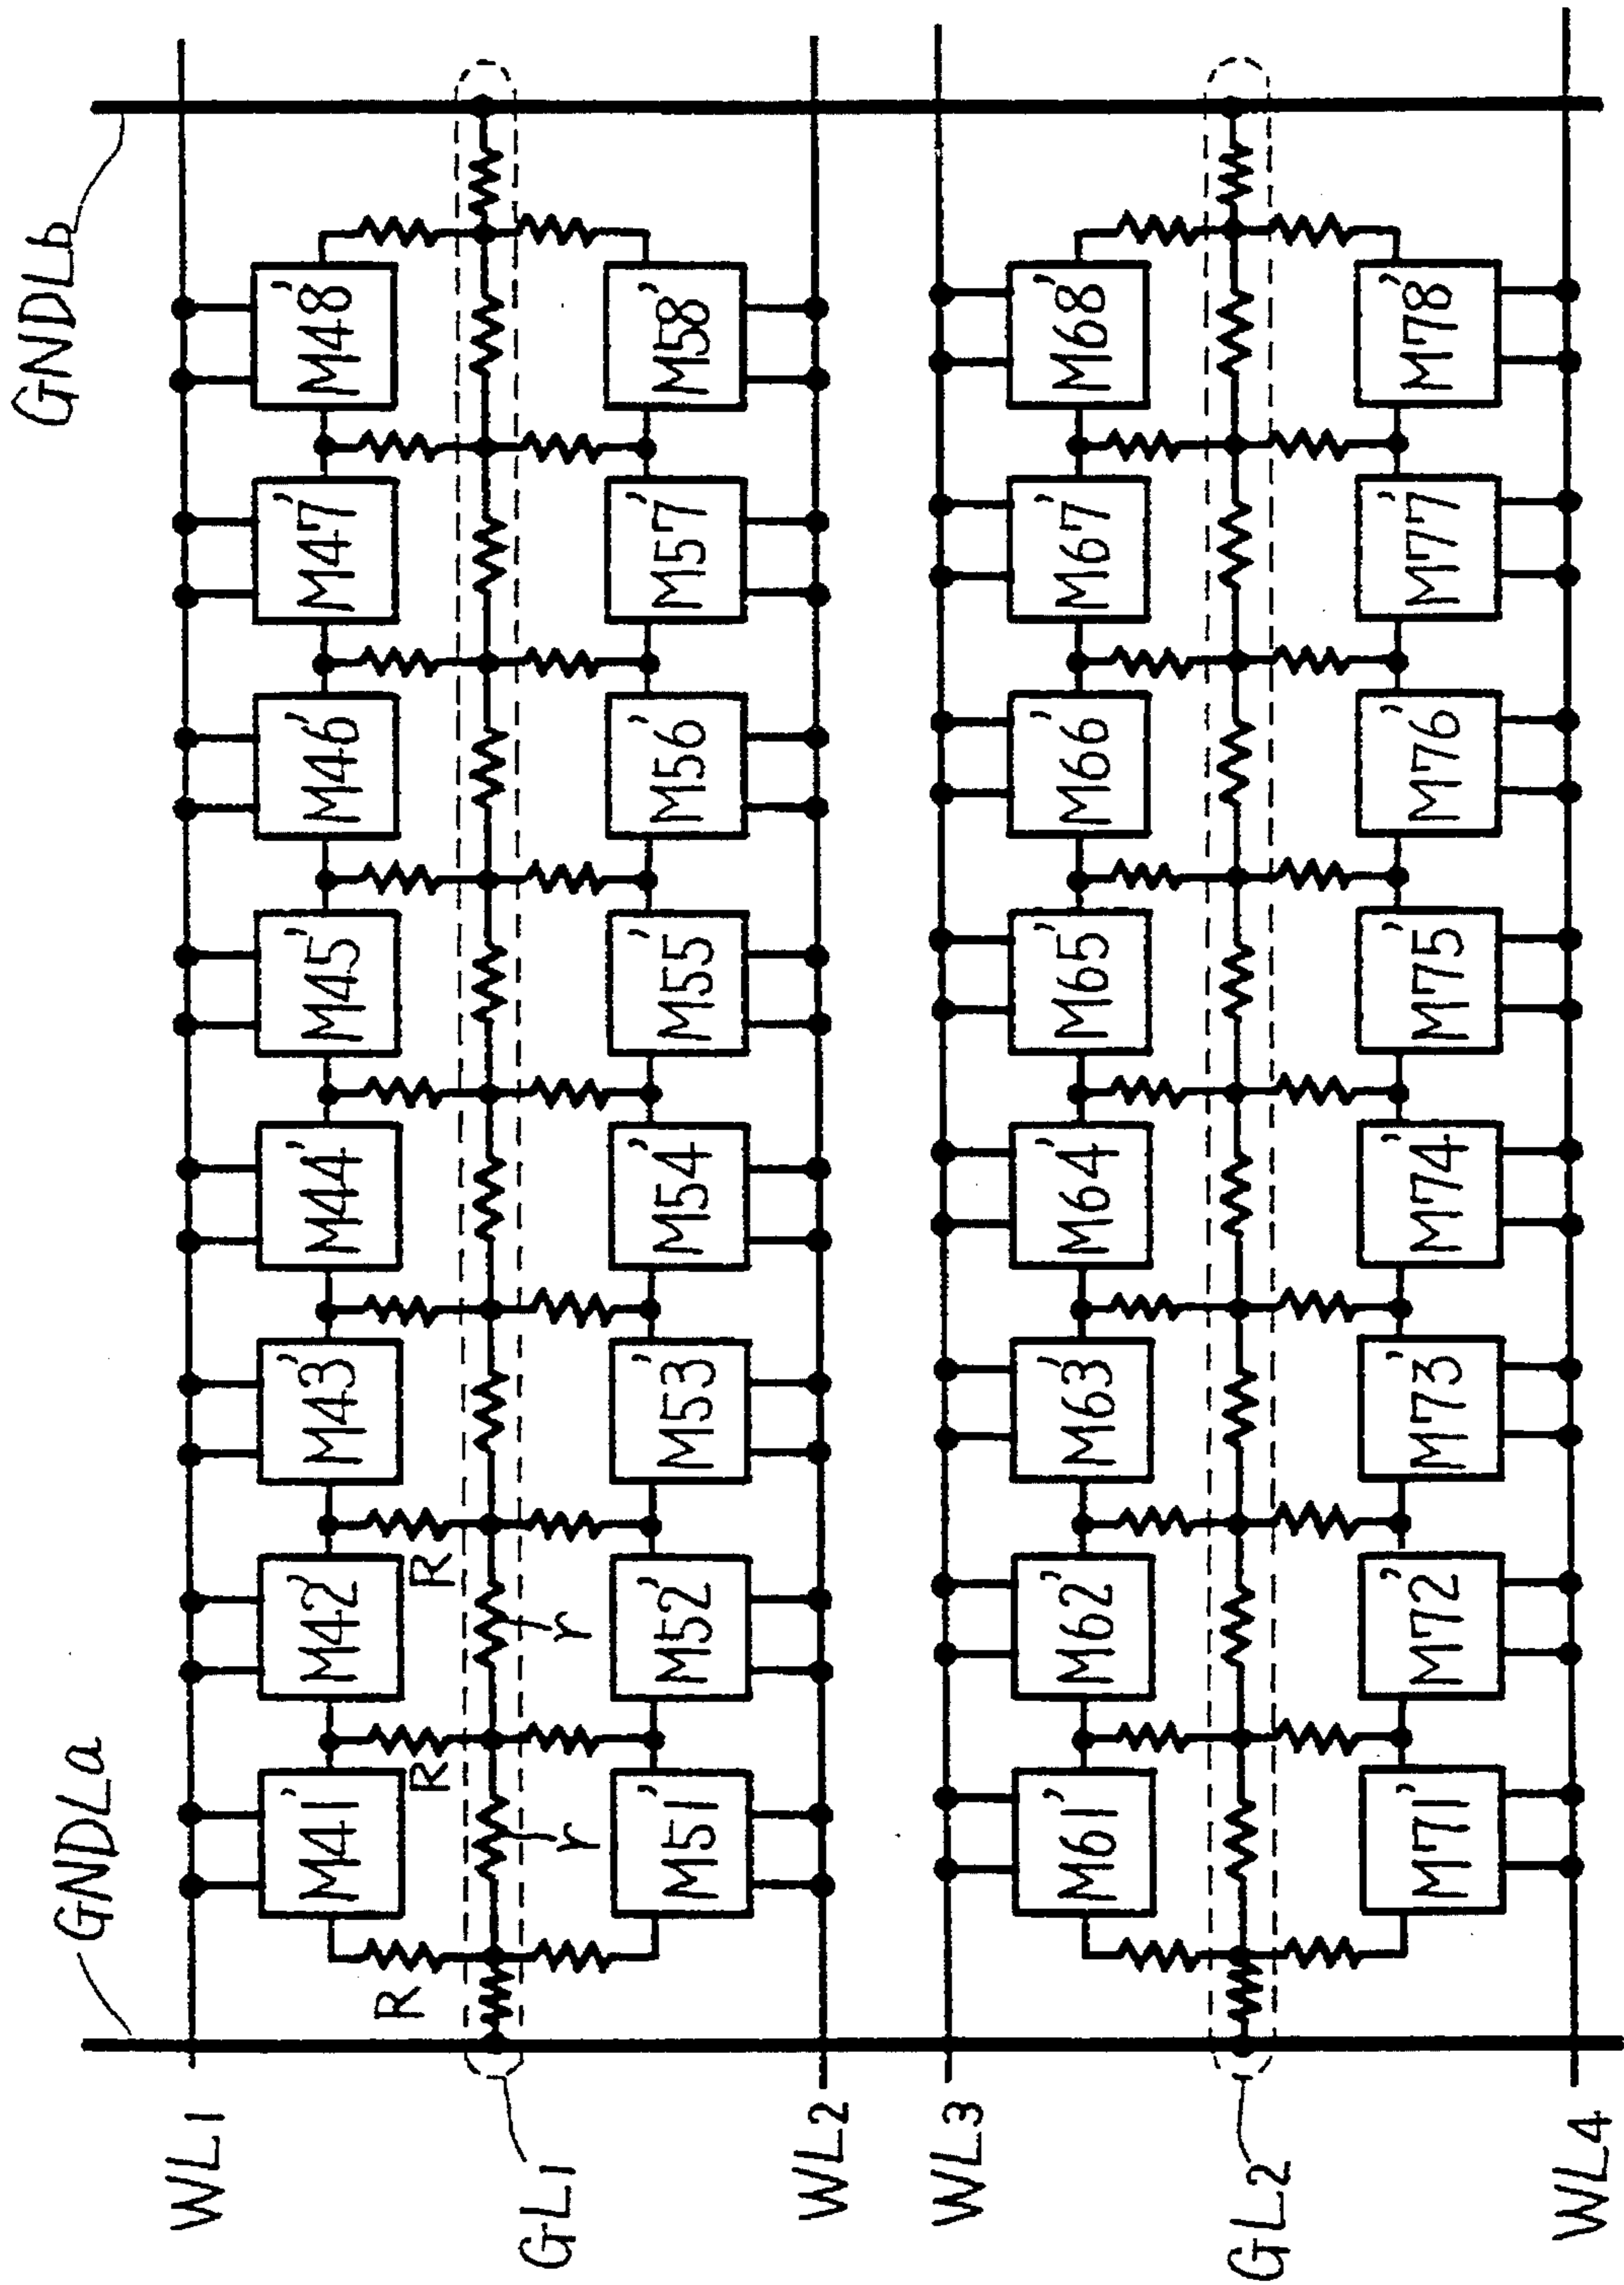 GNDLa
GNDLb
WL1
M41'
M42'
M43'
M44'
M45'
M46'
M47'
M48'
R
R
R
GL1
r
r
M51'
M52'
M53'
M54'
M55'
M56'
M57'
M58'
WL2
WL3
M61'
M62'
M63'
M64'
M65'
M66'
M67'
M68'
GL2
M71'
M72'
M73'
M74'
M75'
M76'
M77'
M78'
WL4